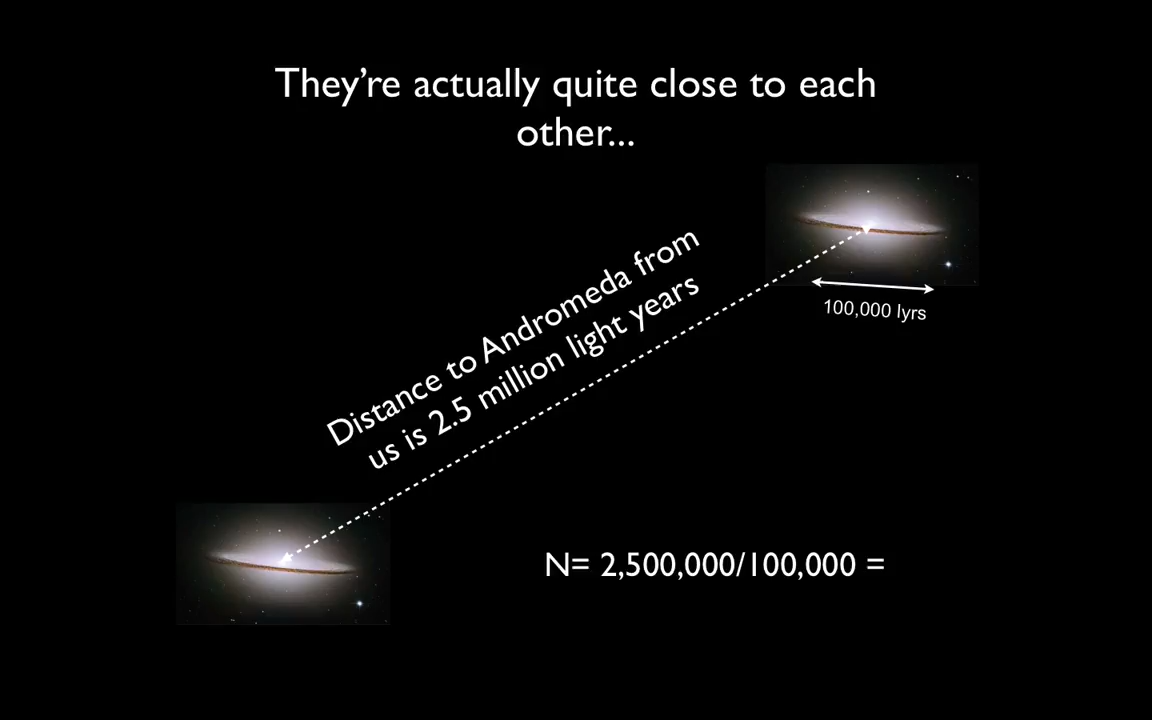 They’re actually quite close to each
other...
Distance to Andromeda from
us is 2.5 million light years
100,000 lyrs
N= 2,500,000/100,000 =